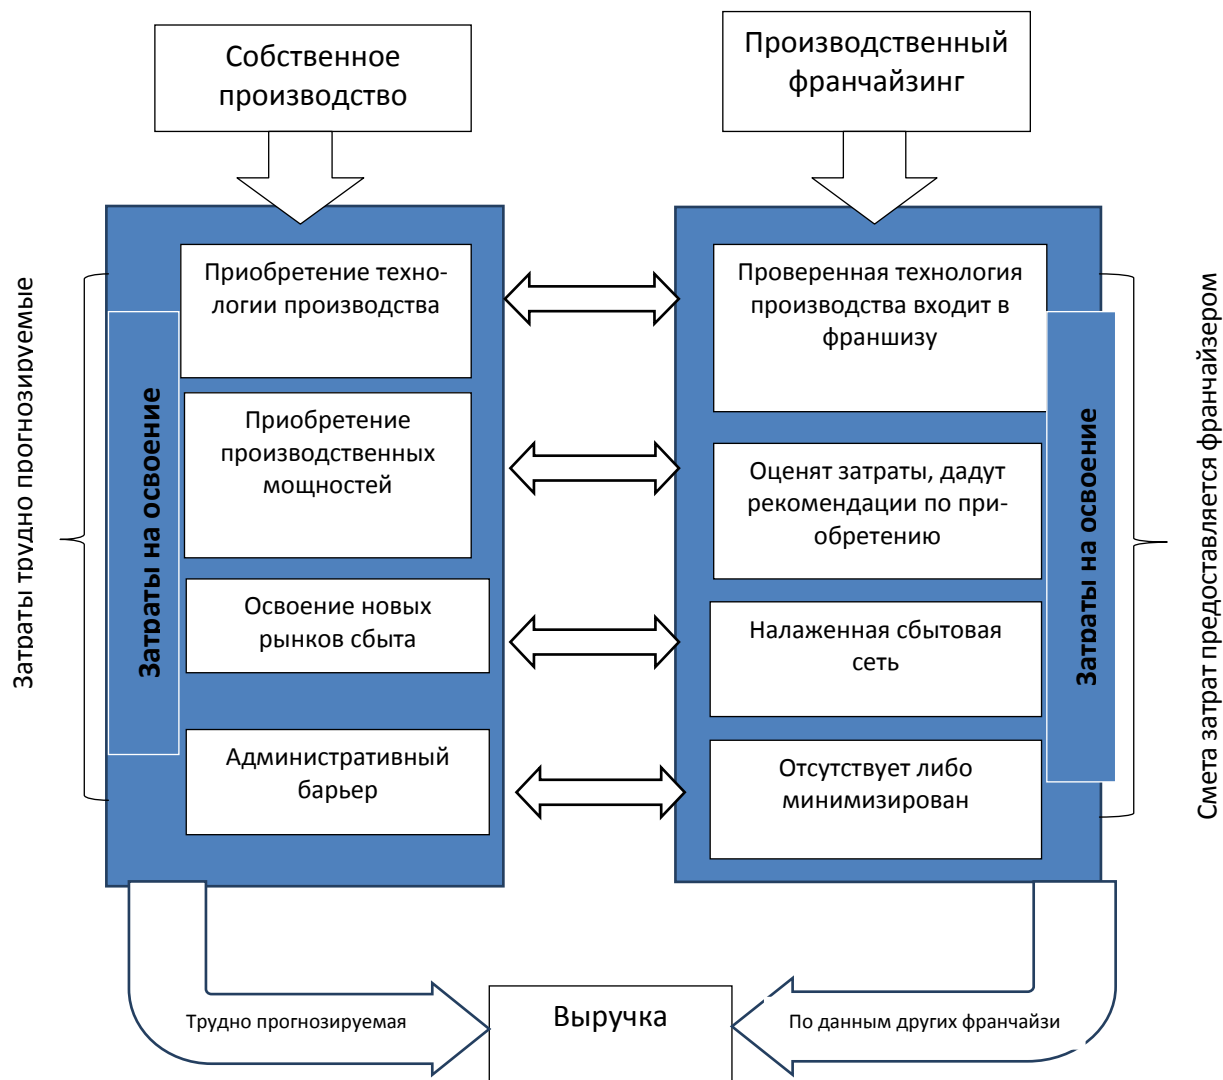 Собственное
производство
Производственный
франчайзинг
Затраты трудно прогнозируемые
Затраты на освоение
Приобретение техно-
логии производства
Приобретение
производственных
мощностей
Освоение новых
рынков сбыта
Административный
барьер
Проверенная технология
производства входит в
франшизу
Оценят затраты, дадут
рекомендации по при-
обретению
Налаженная сбытовая
сеть
Отсутствует либо
минимизирован
Затраты на освоение
Смета затрат предоставляется франчайзером
Трудно прогнозируемая
Выручка
По данным других франчайзи